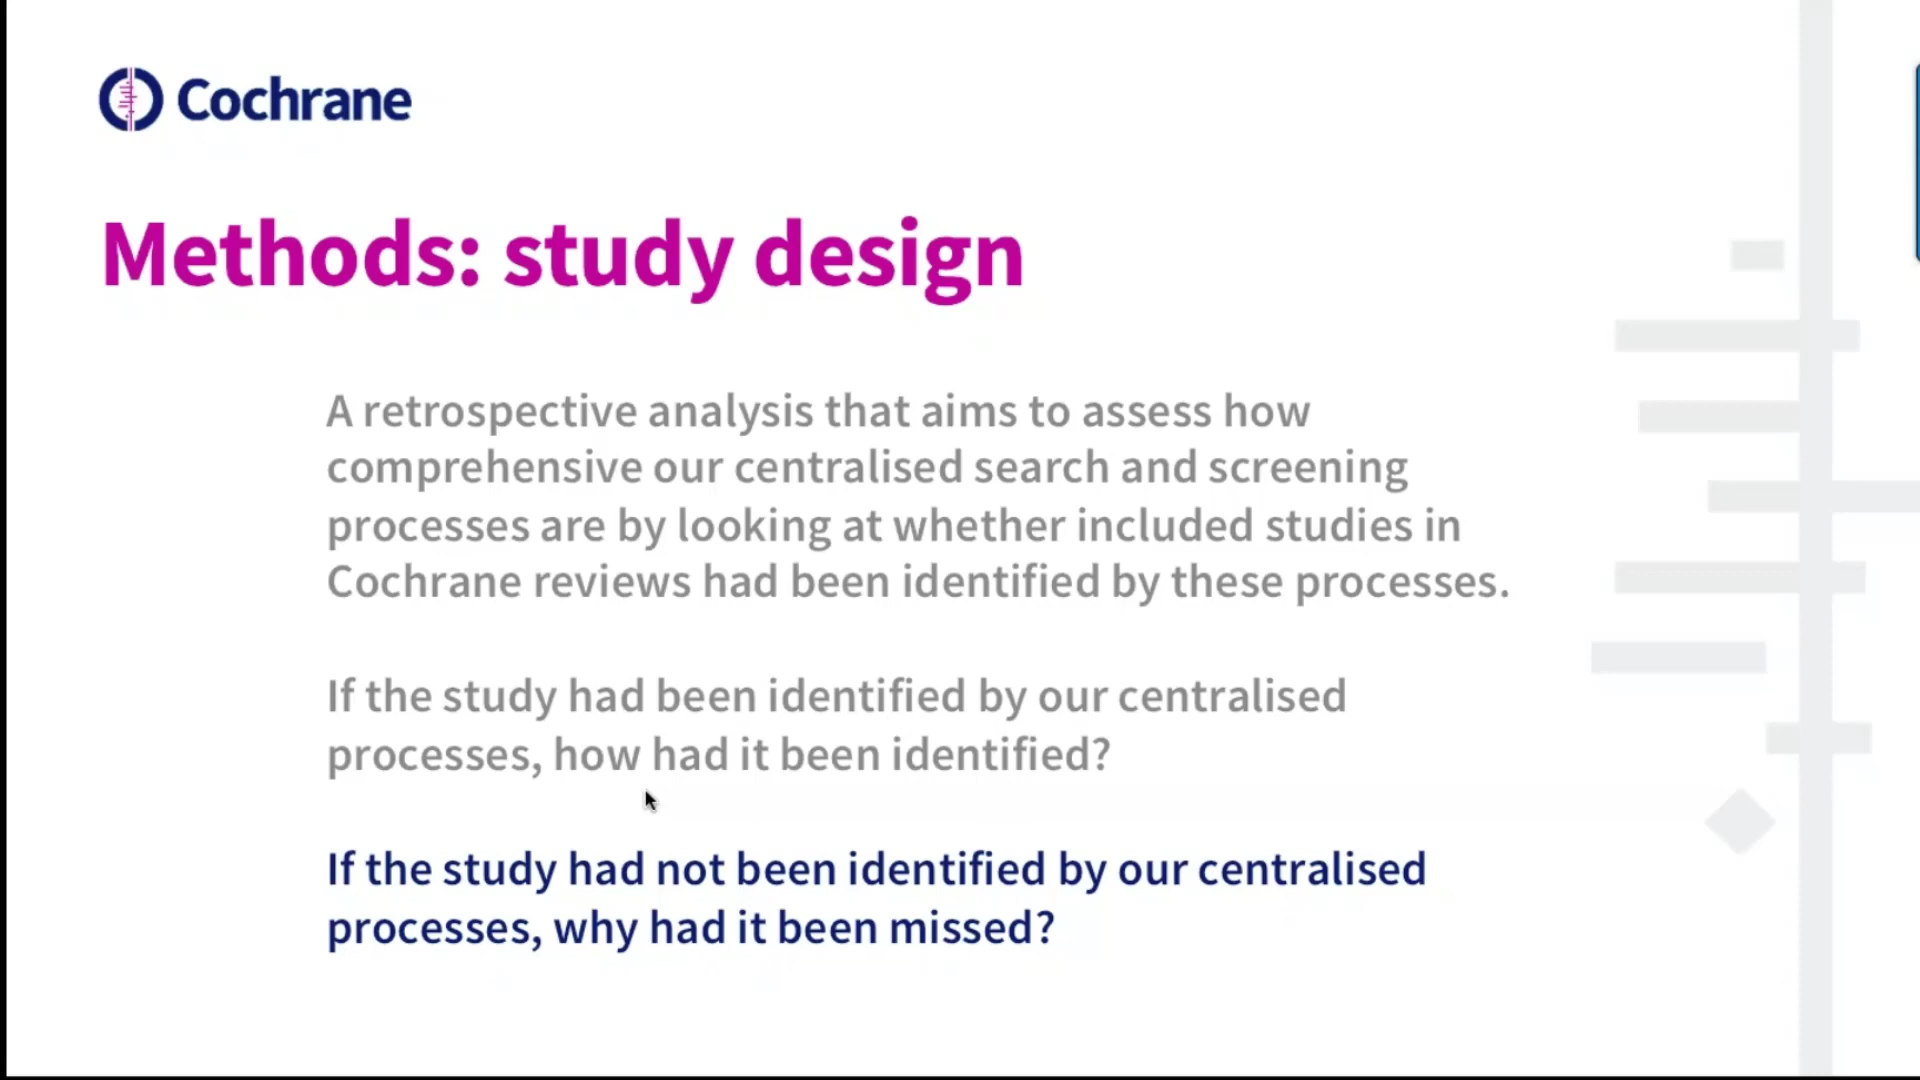 Cochrane
Methods: study design
A retrospective analysis that aims to assess how
comprehensive our centralised search and screening
processes are by looking at whether included studies in
Cochrane reviews had been identified by these processes.
If the study had been identified by our centralised
processes, how had it been identified?
If the study had not been identified by our centralised
processes, why had it been missed?